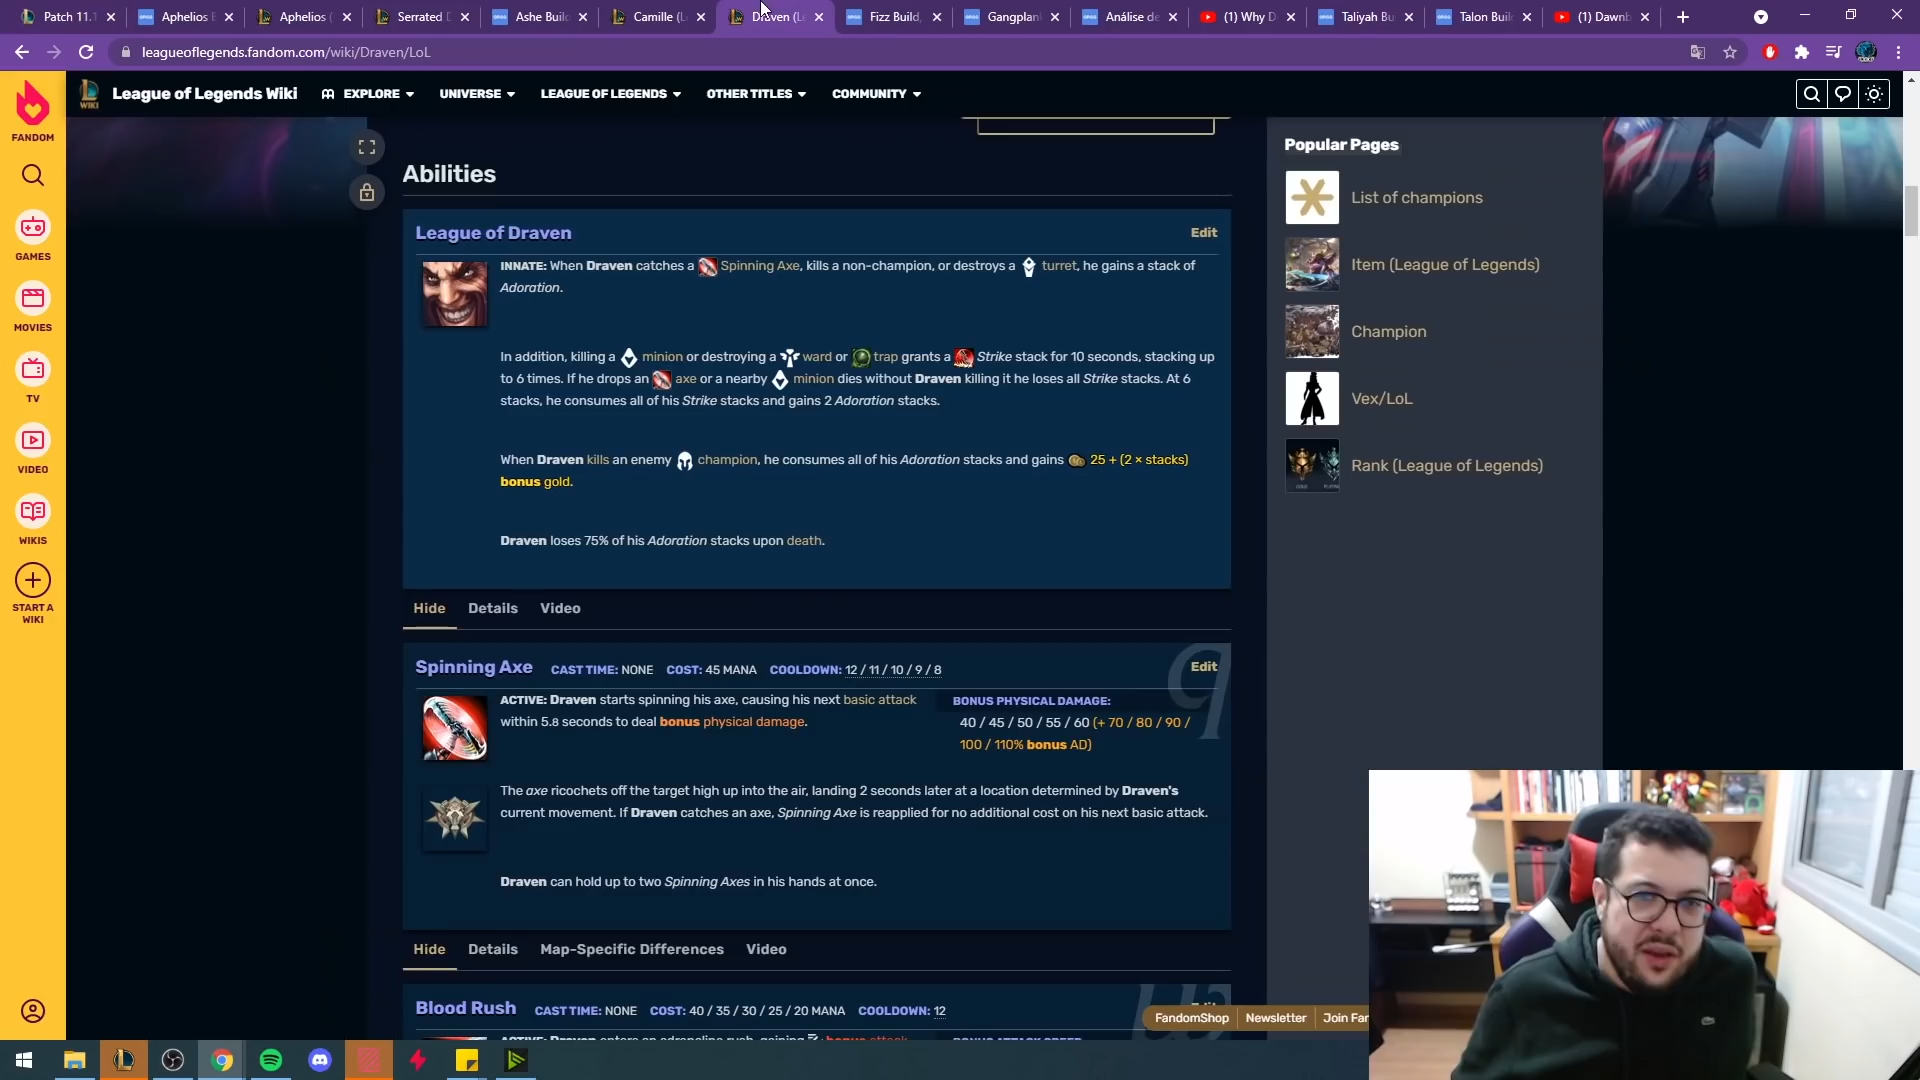 Patch 11.1
Aphelios
Aphelios (
Serrated
Ashe Buil
Camille (L
Draven (L
Fizz Build,
Gangplan
Análise de
(1) Why D
Taliyah Bu
Talon Buil
(1) Dawnb
leagueoflegends.fandom.com/wiki/Draven/LoL
League of Legends Wiki
EXPLORE
UNIVERSE
LEAGUE OF LEGENDS
OTHER TITLES
COMMUNITY
WIKI
FANDOM
GAMES
MOVIES
TV
VIDEO
WIKIS
START A
WIKI
Abilities
League of Draven
Edit
INNATE: When Draven catches a Spinning Axe, kills a non-champion, or destroys a turret, he gains a stack of
Adoration.
In addition, killing a minion or destroying a ward or trap grants a Strike stack for 10 seconds, stacking up
to 6 times. If he drops an axe or a nearby minion dies without Draven killing it he loses all Strike stacks. At 6
stacks, he consumes all of his Strike stacks and gains 2 Adoration stacks.
When Draven kills an enemy champion, he consumes all of his Adoration stacks and gains 25 + (2 × stacks)
bonus gold.
Draven loses 75% of his Adoration stacks upon death.
Hide
Details
Video
Spinning Axe
CAST TIME: NONE
COST: 45 MANA
COOLDOWN: 12 / 11 / 10 / 9 / 8
q
Edit
ACTIVE: Draven starts spinning his axe, causing his next basic attack
within 5.8 seconds to deal bonus physical damage.
BONUS PHYSICAL DAMAGE:
40 / 45 / 50 / 55 / 60 (+ 70 / 80 / 90 /
100 / 110% bonus AD)
The axe ricochets off the target high up into the air, landing 2 seconds later at a location determined by Draven's
current movement. If Draven catches an axe, Spinning Axe is reapplied for no additional cost on his next basic attack.
Draven can hold up to two Spinning Axes in his hands at once.
Hide
Details
Map-Specific Differences
Video
Blood Rush
CAST TIME: NONE
COST: 40 / 35 / 30 / 25 / 20 MANA
COOLDOWN: 12
Popular Pages
List of champions
Item (League of Legends)
Champion
Vex/LoL
Rank (League of Legends)
FandomShop
Newsletter
Join Fan